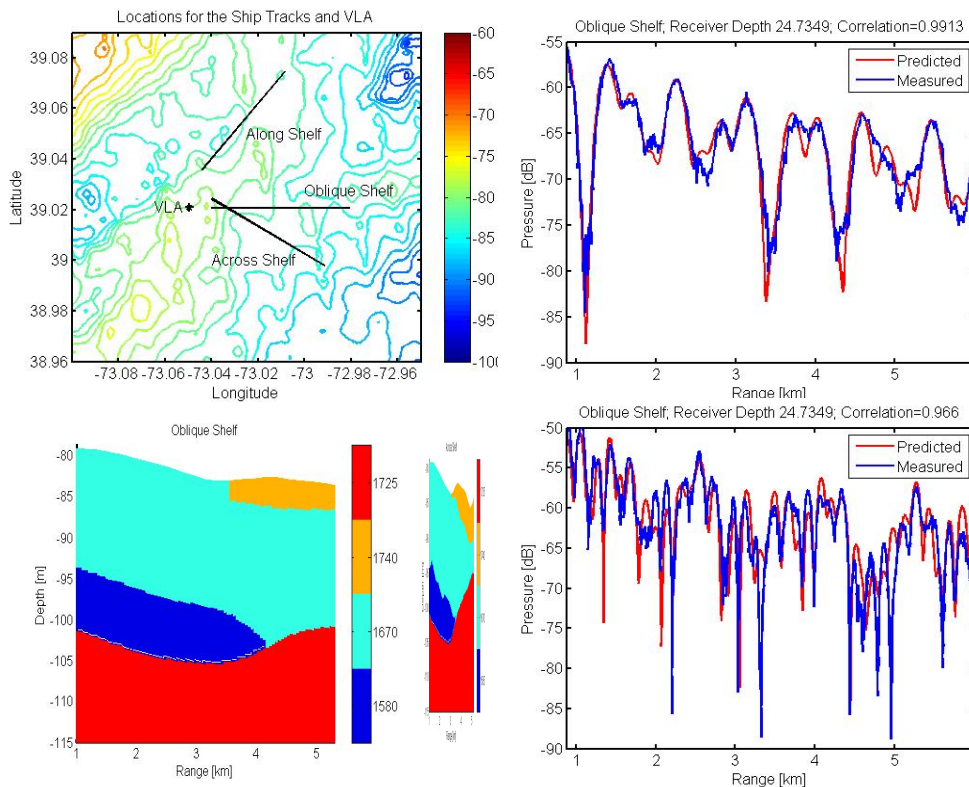 Locations for the Ship Tracks and VLA
39.08
39.06
39.04
39.02
39
38.98
38.96
Latitude
Along Shelf
Oblique Shelf
VLA
Across Shelf
-73.08 -73.06 -73.04 -73.02 -73 -72.98 -72.96
Longitude
-60
-65
-70
-75
-80
-85
-90
-95
-100
Oblique Shelf; Receiver Depth 24.7349; Correlation=0.9913
Predicted
Measured
-55
-60
-65
-70
-75
-80
-85
-90
Pressure [dB]
1 2 3 4 5
Range [km]
Oblique Shelf
-80
-85
-90
-95
-100
-105
-110
-115
Depth [m]
1 2 3 4 5
Range [km]
1725
1740
1670
1580
Oblique Shelf; Receiver Depth 24.7349; Correlation=0.966
Predicted
Measured
-50
-55
-60
-65
-70
-75
-80
-85
-90
Pressure [dB]
1 2 3 4 5
Range [km]